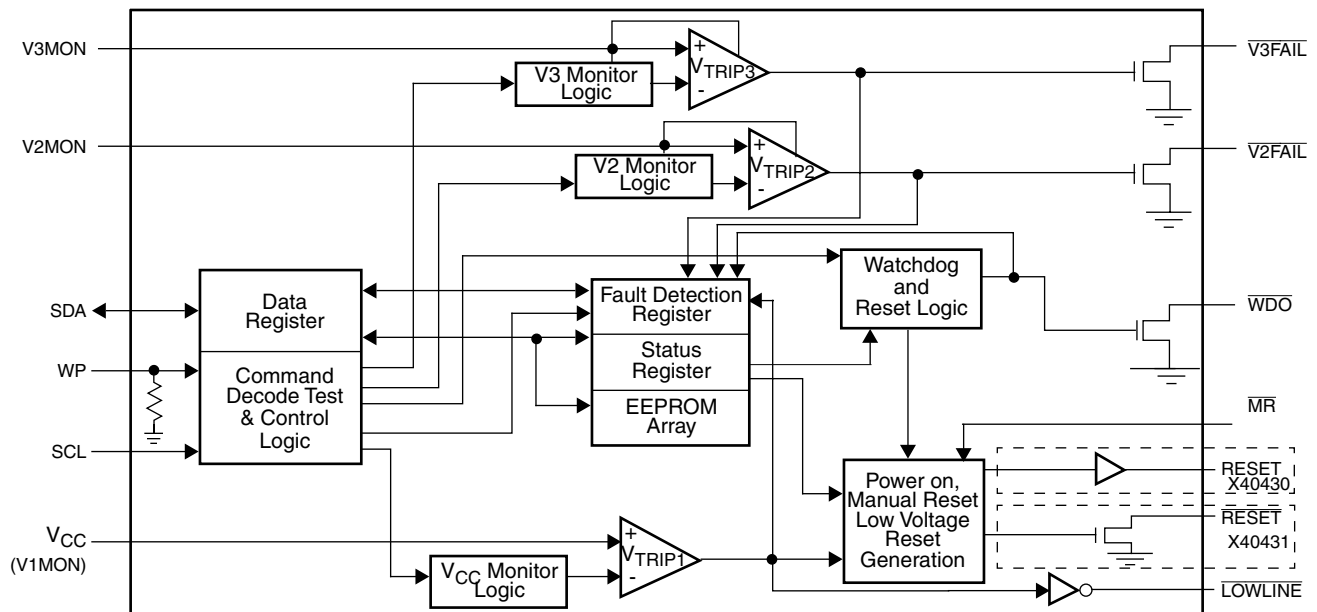 V3MON
+
VTRIP3
-
V3 Monitor
Logic
V3FAIL
V2MON
+
VTRIP2
-
V2 Monitor
Logic
V2FAIL
SDA
WP
SCL
Data
Register
Command
Decode Test
& Control
Logic
Fault Detection
Register
Status
Register
EEPROM
Array
Watchdog
and
Reset Logic
WDO
MR
Power on,
Manual Reset
Low Voltage
Reset
Generation
RESET
X40430
RESET
X40431
VCC
(V1MON)
+
VTRIP1
-
VCC Monitor
Logic
LOWLINE